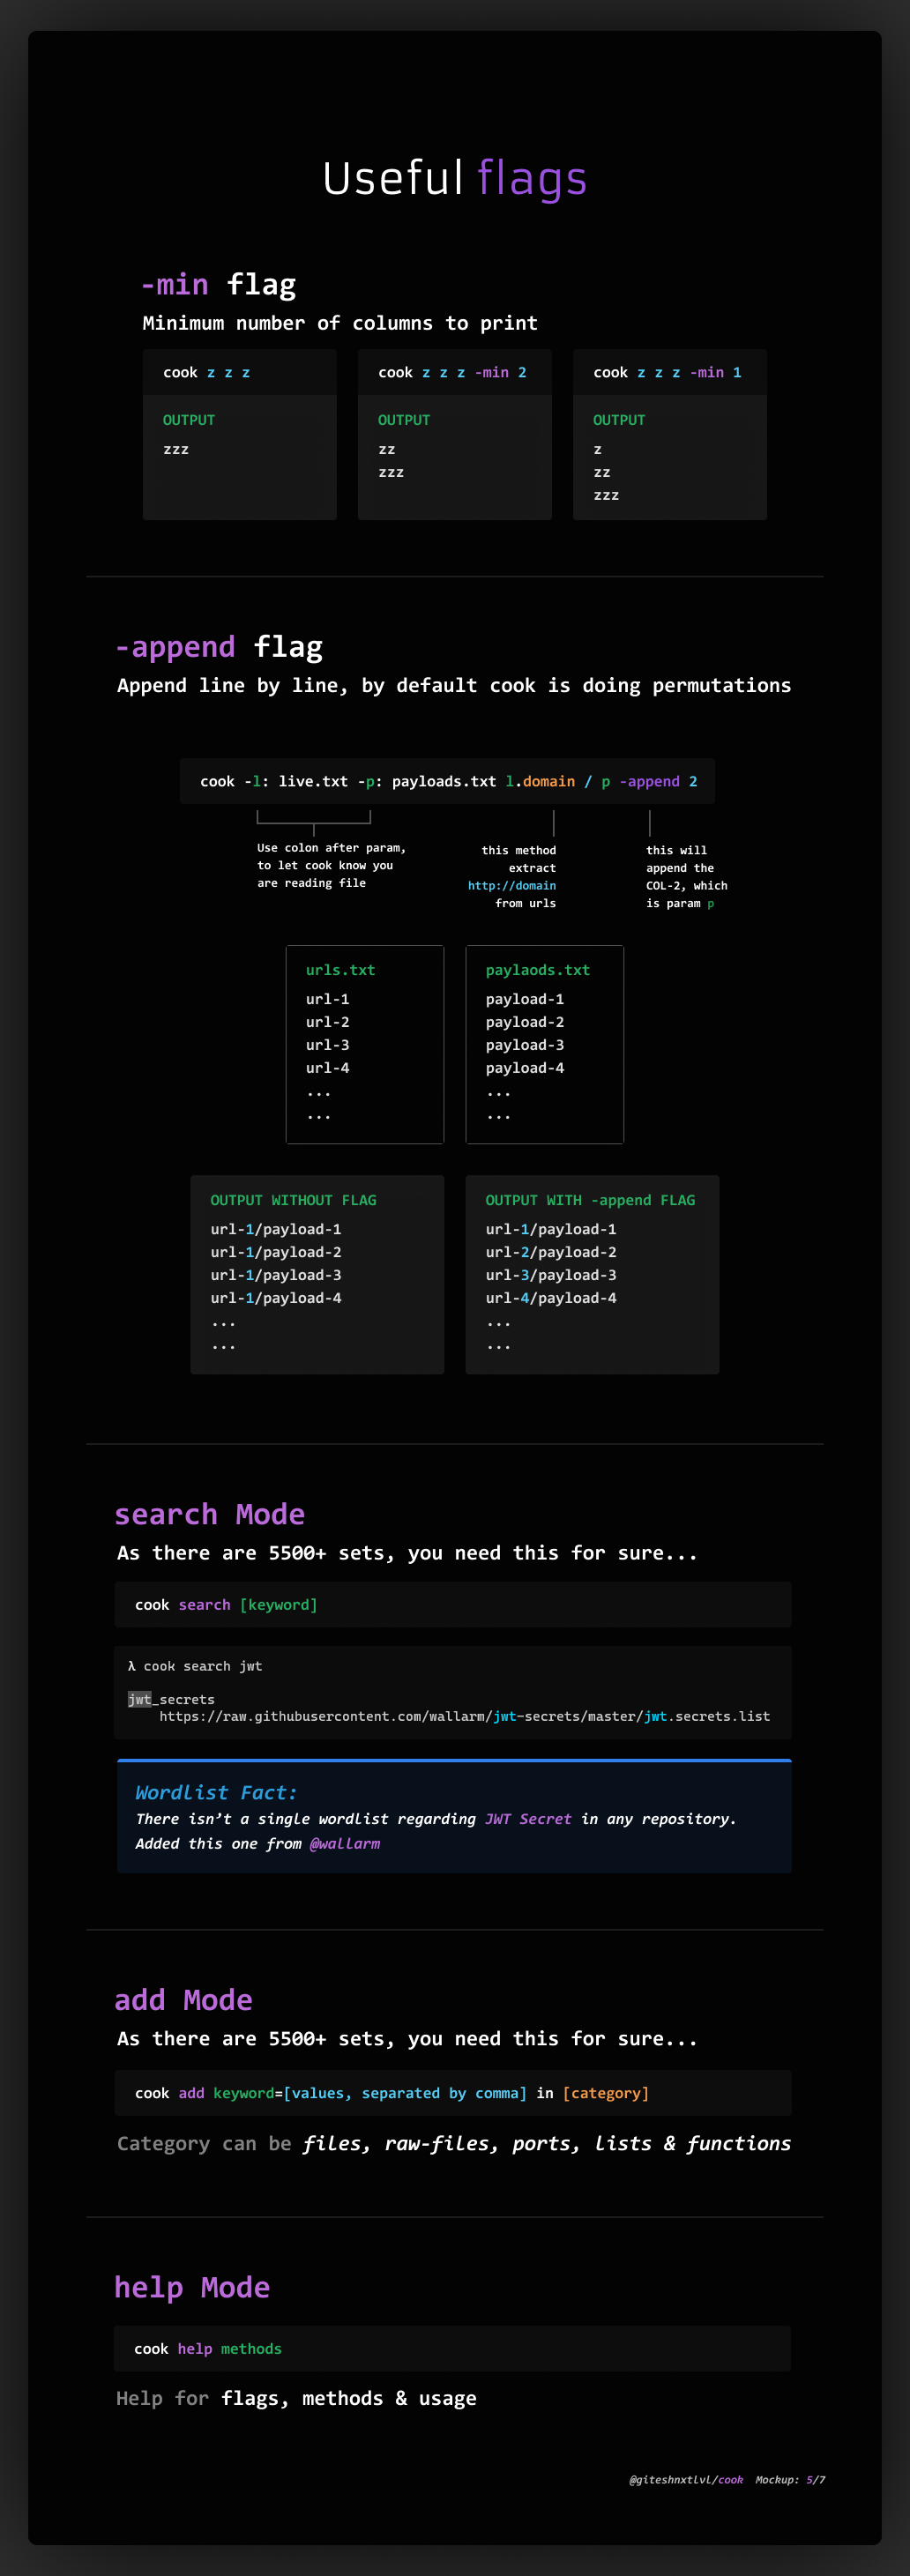 Useful flags
-min flag
Minimum number of columns to print
cook z z z
OUTPUT
zzz
cook z z z -min 2
OUTPUT
zz
zzz
cook z z z -min 1
OUTPUT
z
zz
zzz
-append flag
Append line by line, by default cook is doing permutations
cook -l: live.txt -p: payloads.txt l.domain / p -append 2
Use colon after param,
to let cook know you
are reading file
this method
extract
http://domain
from urls
this will
append the
COL-2, which
is param p
urls.txt
url-1
url-2
url-3
url-4
...
...
paylaods.txt
payload-1
payload-2
payload-3
payload-4
...
...
OUTPUT WITHOUT FLAG
url-1/payload-1
url-1/payload-2
url-1/payload-3
url-1/payload-4
...
...
OUTPUT WITH -append FLAG
url-1/payload-1
url-2/payload-2
url-3/payload-3
url-4/payload-4
...
...
search Mode
As there are 5500+ sets, you need this for sure...
cook search [keyword]
λ cook search jwt
jwt_secrets
https://raw.githubusercontent.com/wallarm/jwt-secrets/master/jwt.secrets.list
Wordlist Fact:
There isn’t a single wordlist regarding JWT Secret in any repository.
Added this one from @wallarm
add Mode
As there are 5500+ sets, you need this for sure...
cook add keyword=[values, separated by comma] in [category]
Category can be files, raw-files, ports, lists & functions
help Mode
cook help methods
Help for flags, methods & usage
@giteshnxtlvl/cook Mockup: 5/7